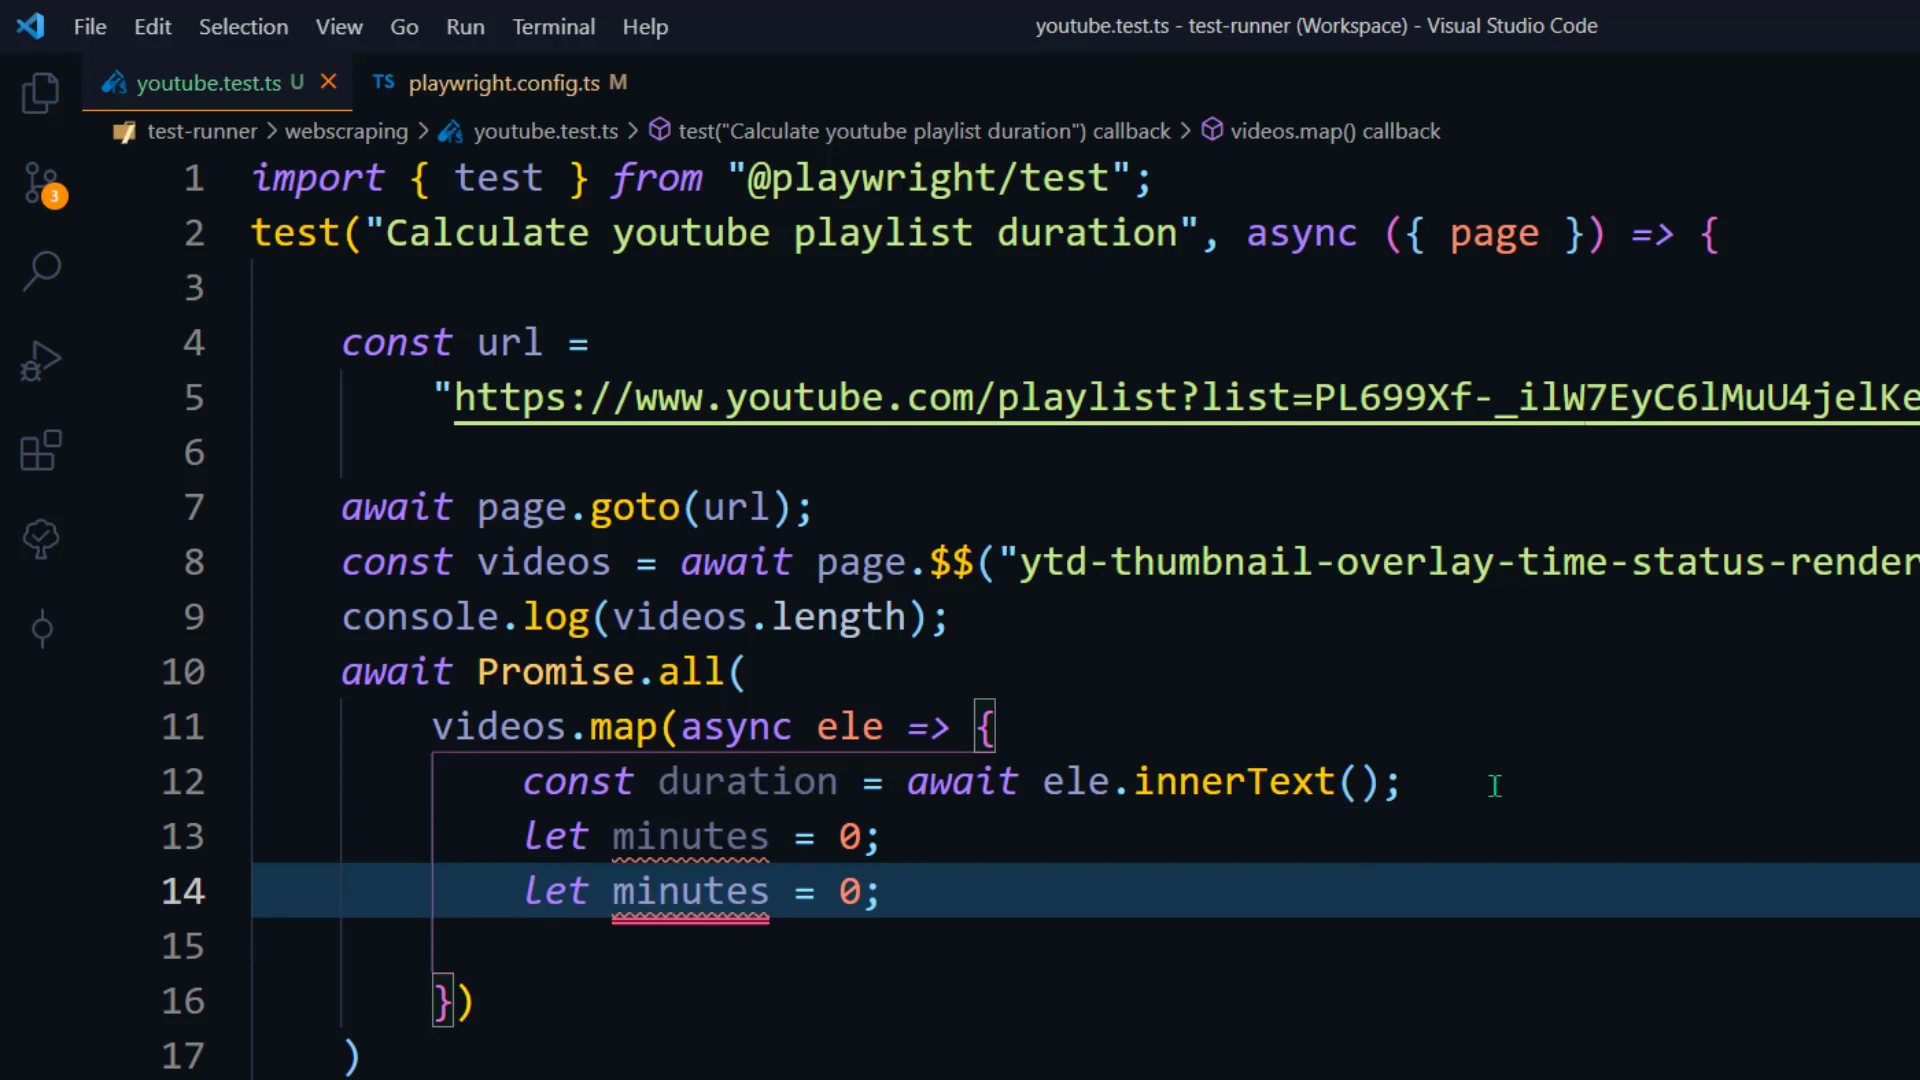 File Edit Selection View Go Run Terminal Help youtube.test.ts - test-runner (Workspace) - Visual Studio Code
youtube.test.ts U TS playwright.config.ts M
test-runner > webscraping > youtube.test.ts > test("Calculate youtube playlist duration") callback > videos.map() callback
3
1 import { test } from "@playwright/test";
2 test("Calculate youtube playlist duration", async ({ page }) => {
3
4 const url =
5 "https://www.youtube.com/playlist?list=PL699Xf-_ilW7EyC6lMuU4jelKe
6
7 await page.goto(url);
8 const videos = await page.$$("ytd-thumbnail-overlay-time-status-render
9 console.log(videos.length);
10 await Promise.all(
11 videos.map(async ele => {
12 const duration = await ele.innerText();
13 let minutes = 0;
14 let minutes = 0;
15
16 })
17 )